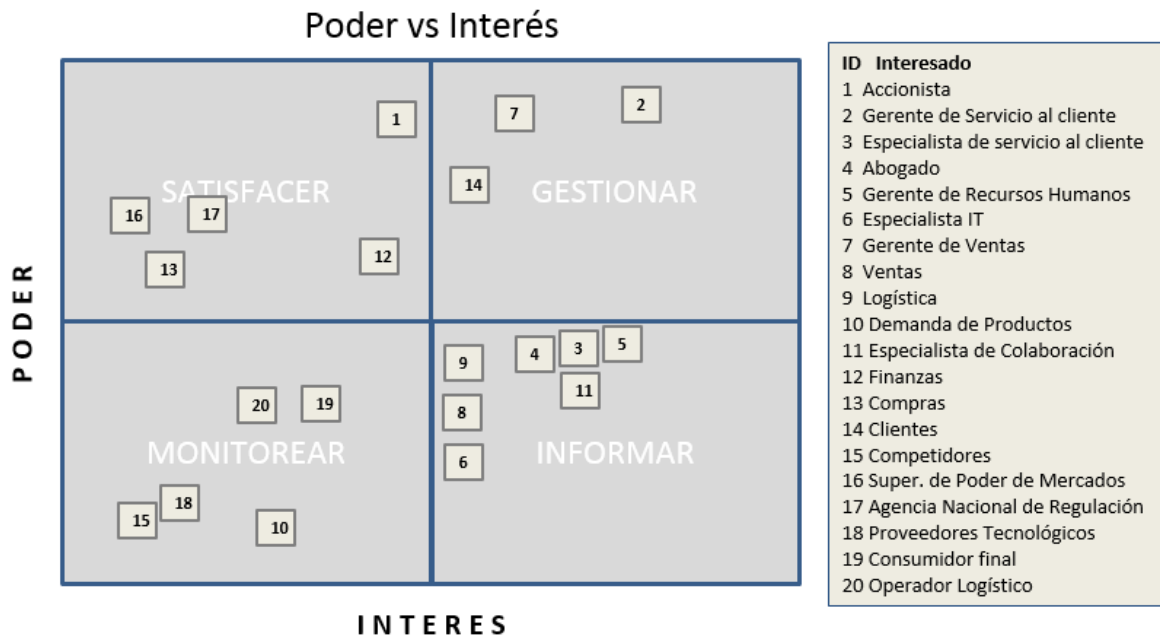 Poder vs Interés
1
7
2
SATISFACER
14
GESTIONAR
16
17
13
12
PODER
9
4
3
5
11
20
19
8
MONITOREAR
6
INFORMAR
15
18
10
INTERES
ID Interesado
1 Accionista
2 Gerente de Servicio al cliente
3 Especialista de servicio al cliente
4 Abogado
5 Gerente de Recursos Humanos
6 Especialista IT
7 Gerente de Ventas
8 Ventas
9 Logística
10 Demanda de Productos
11 Especialista de Colaboración
12 Finanzas
13 Compras
14 Clientes
15 Competidores
16 Super. de Poder de Mercados
17 Agencia Nacional de Regulación
18 Proveedores Tecnológicos
19 Consumidor final
20 Operador Logístico